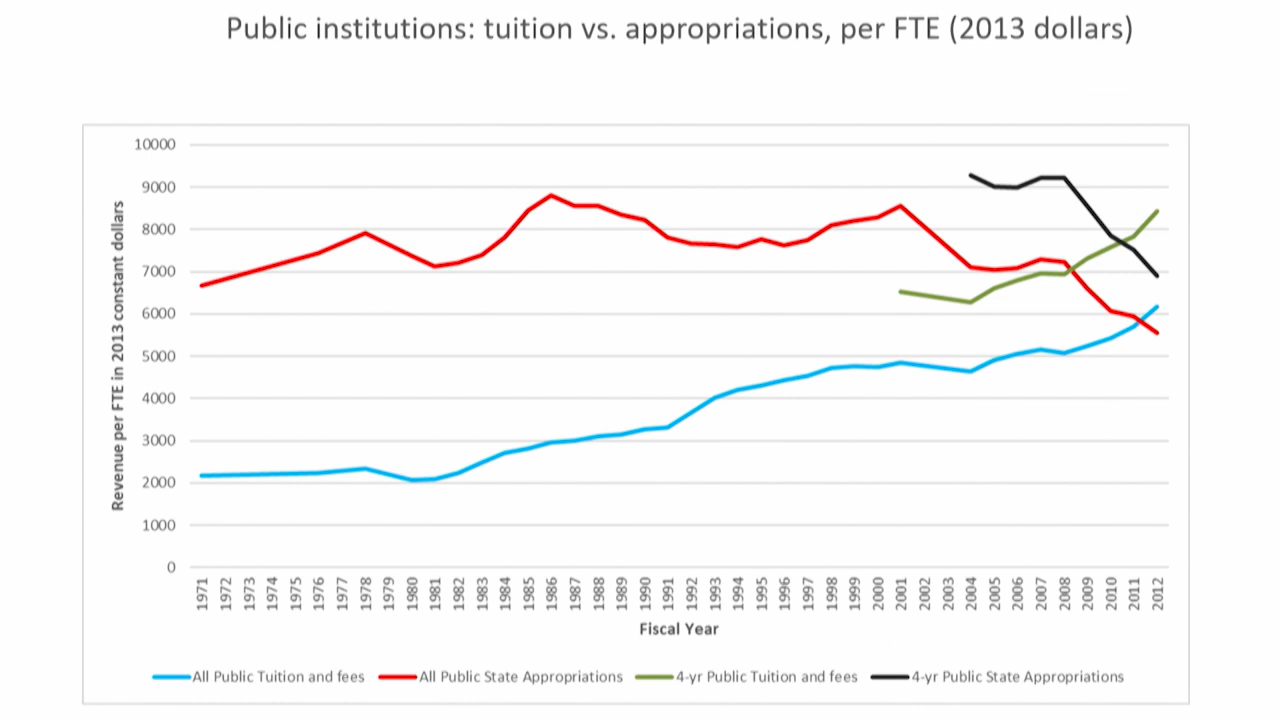 Public institutions: tuition vs. appropriations, per FTE (2013 dollars)
Revenue per FTE in 2013 constant dollars
10000
9000
8000
7000
6000
5000
4000
3000
2000
1000
0
1971 1972 1973 1974 1975 1976 1977 1978 1979 1980 1981 1982 1983 1984 1985 1986 1987 1988 1989 1990 1991 1992 1993 1994 1995 1996 1997 1998 1999 2000 2001 2002 2003 2004 2005 2006 2007 2008 2009 2010 2011 2012
Fiscal Year
All Public Tuition and fees All Public State Appropriations 4-yr Public Tuition and fees 4-yr Public State Appropriations